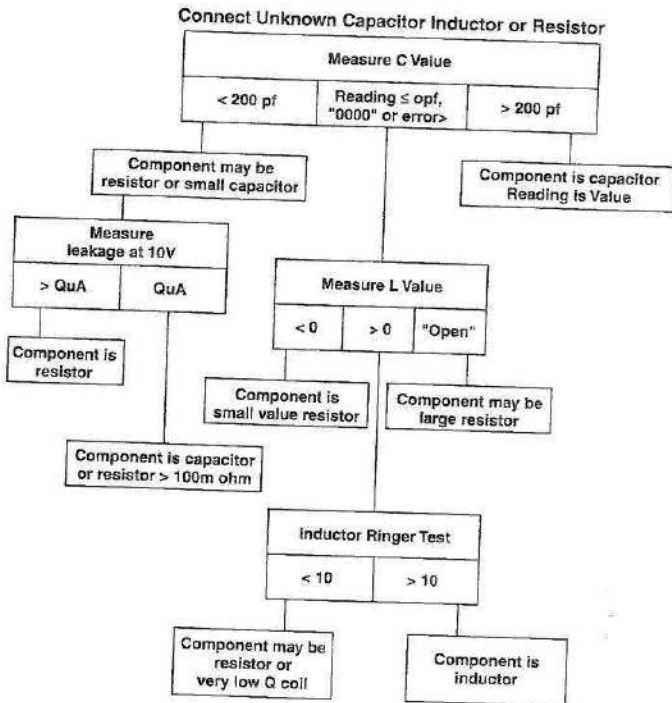 Connect Unknown Capacitor Inductor or Resistor
Measure C Value
< 200 pf
Reading ≤ opf,
"0000" or error>
> 200 pf
Component may be
resistor or small capacitor
Component is capacitor
Reading is Value
Measure
leakage at 10V
> QuA
QuA
Measure L Value
< 0
> 0
"Open"
Component is
resistor
Component is
small value resistor
Component may be
large resistor
Component is capacitor
or resistor > 100m ohm
Inductor Ringer Test
< 10
> 10
Component may be
resistor or
very low Q coil
Component is
inductor